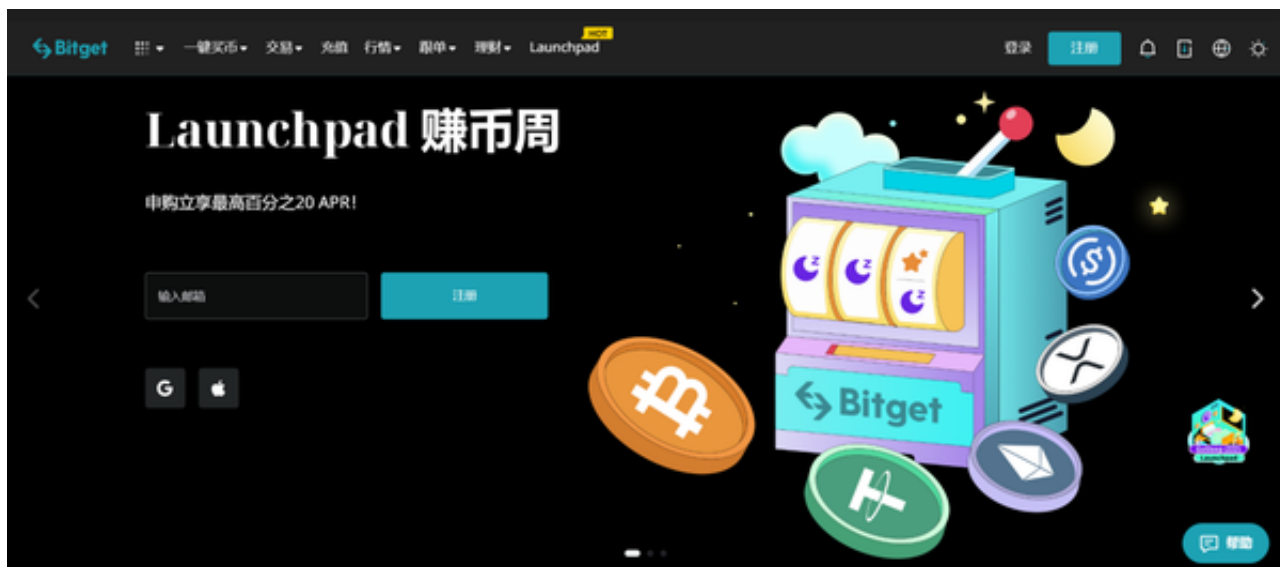 HOT
Bitget 一键买币 交易 充值 行情 跟单 理财 Launchpad 登录 注册
Launchpad 赚币周
申购立享最高百分之20 APR!
输入邮箱 注册
G
Bitget
Launchpad
帮助